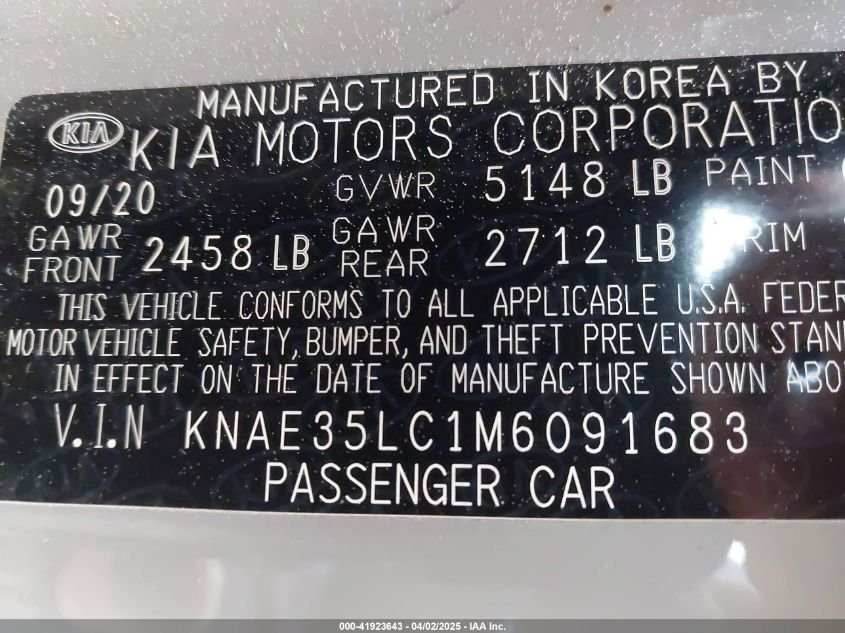 MANUFACTURED IN KOREA BY
KIA KIA MOTORS CORPORATIO
09/20 GVWR 5148 LB PAINT
GAWR FRONT 2458 LB GAWR REAR 2712 LB TRIM
THIS VEHICLE CONFORMS TO ALL APPLICABLE U.S.A. FEDER
MOTOR VEHICLE SAFETY, BUMPER, AND THEFT PREVENTION STAN
IN EFFECT ON THE DATE OF MANUFACTURE SHOWN ABO
V.I.N KNAE35LC1M6091683
PASSENGER CAR
000-41923643 - 04/02/2025 - IAA Inc.